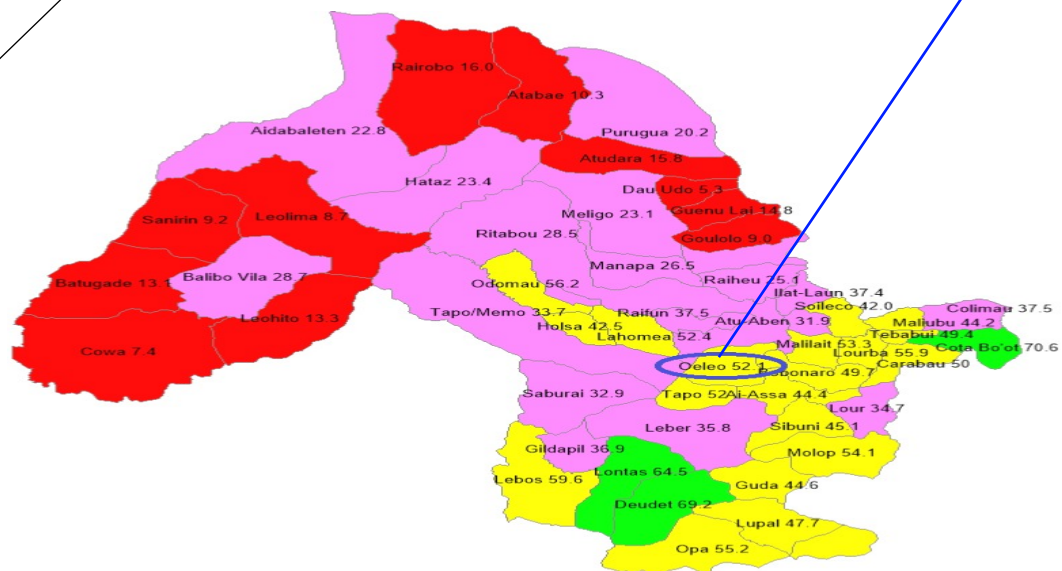 Rairobo 16.0
Atabae 10.3
Aidabaleten 22.8
Purugua 20.2
Atudara 15.8
Hataz 23.4
Dau Udo 5.3
Sanirin 9.2
Leolima 8.7
Meligo 23.1
Guenu Lai 14.8
Ritabou 28.5
Goulolo 9.0
Manapa 26.5
Batugade 13.1
Balibo Vila 28.7
Odomau 56.2
Raiheu 25.1
Ilat-Laun 37.4
Soileco 42.0
Colimau 37.5
Tapo/Memo 33.7
Raifun 37.5
Leohito 13.3
Holsa 42.5
Atu-Aben 31.9
Maliubu 44.2
Lahomea 52.4
Tebabui 49.4
Malilait 53.3
Cota Bo'ot 70.6
Cowa 7.4
Lourba 55.9
Carabau 50
Oeleo 52.1
Bobonaro 49.7
Saburai 32.9
Tapo 52
Ai-Assa 44.4
Lour 34.7
Leber 35.8
Sibuni 45.1
Gildapil 36.9
Molop 54.1
Lontas 64.5
Lebos 59.6
Guda 44.6
Deudet 69.2
Lupal 47.7
Opa 55.2